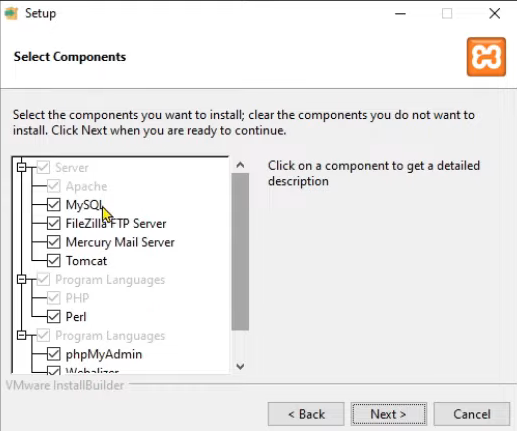 Setup
Select Components
Select the components you want to install; clear the components you do not want to
install. Click Next when you are ready to continue.
Server
Apache
MySQL
FileZilla FTP Server
Mercury Mail Server
Tomcat
Program Languages
PHP
Perl
Program Languages
phpMyAdmin
Webalizer
Click on a component to get a detailed
description
VMware InstallBuilder
< Back
Next >
Cancel